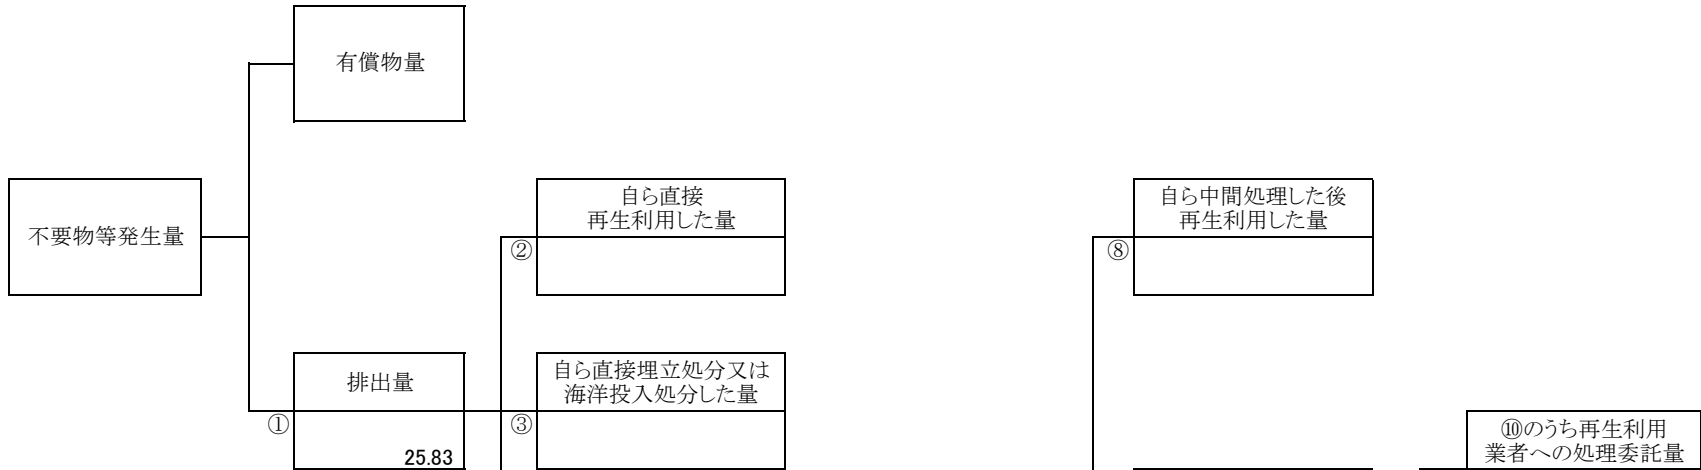 有償物量
不要物等発生量
自ら直接
再生利用した量
②
自ら中間処理した後
再生利用した量
⑧
排出量
①
25.83
自ら直接埋立処分又は
海洋投入処分した量
③
⑩のうち再生利用
業者への処理委託量